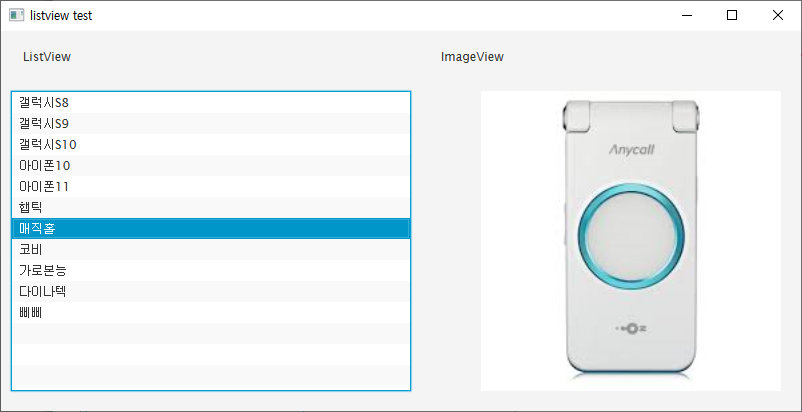 listview test
ListView
ImageView
갤럭시S8
갤럭시S9
갤럭시S10
아이폰10
아이폰11
햅틱
매직홀
코비
가로본능
다이나텍
삐삐
Anycall